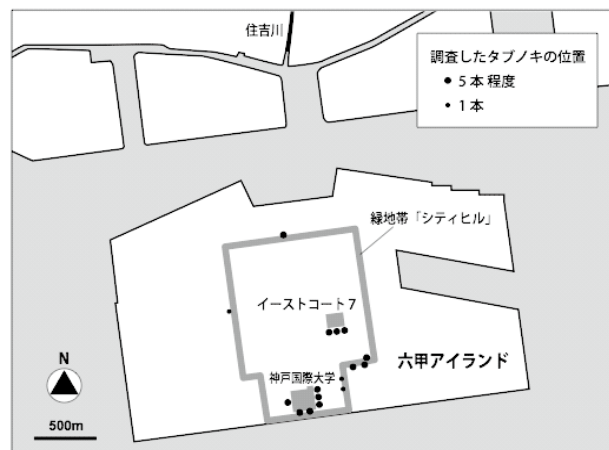 住吉川
調査したタブノキの位置
5本程度
1本
緑地帯「シティヒル」
イーストコート7
六甲アイランド
神戸国際大学
N
500m